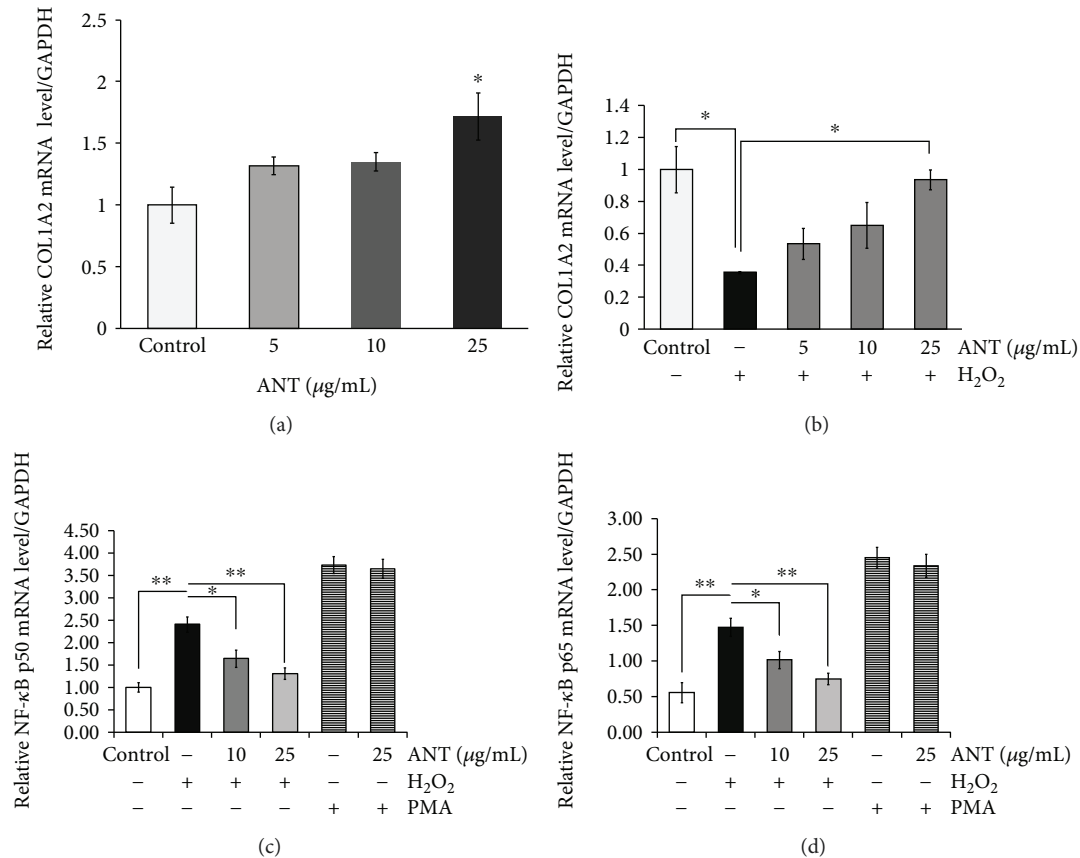 Relative COL1A2 mRNA level/GAPDH
2.5
2
1.5
1
1.5
0
*
Control 5 10 25
ANT (μg/mL)
(a)
Relative COL1A2 mRNA level/GAPDH
1.4
1.2
1
0.8
0.6
0.4
0.2
0
* *
Control − 5 10 25 ANT (μg/mL)
− + + + + H₂O₂
(b)
Relative NF-κB p50 mRNA level/GAPDH
4.50
4.00
3.50
3.00
2.50
2.00
1.50
1.00
0.50
0.00
** ** *
Control − 10 25 − 25 ANT (μg/mL)
− + + + − − H₂O₂
− − − − + + PMA
(c)
Relative NF-κB p65 mRNA level/GAPDH
3.00
2.50
2.00
1.50
1.00
0.50
0.00
** ** *
Control − 10 25 − 25 ANT (μg/mL)
− + + + − − H₂O₂
− − − − + + PMA
(d)